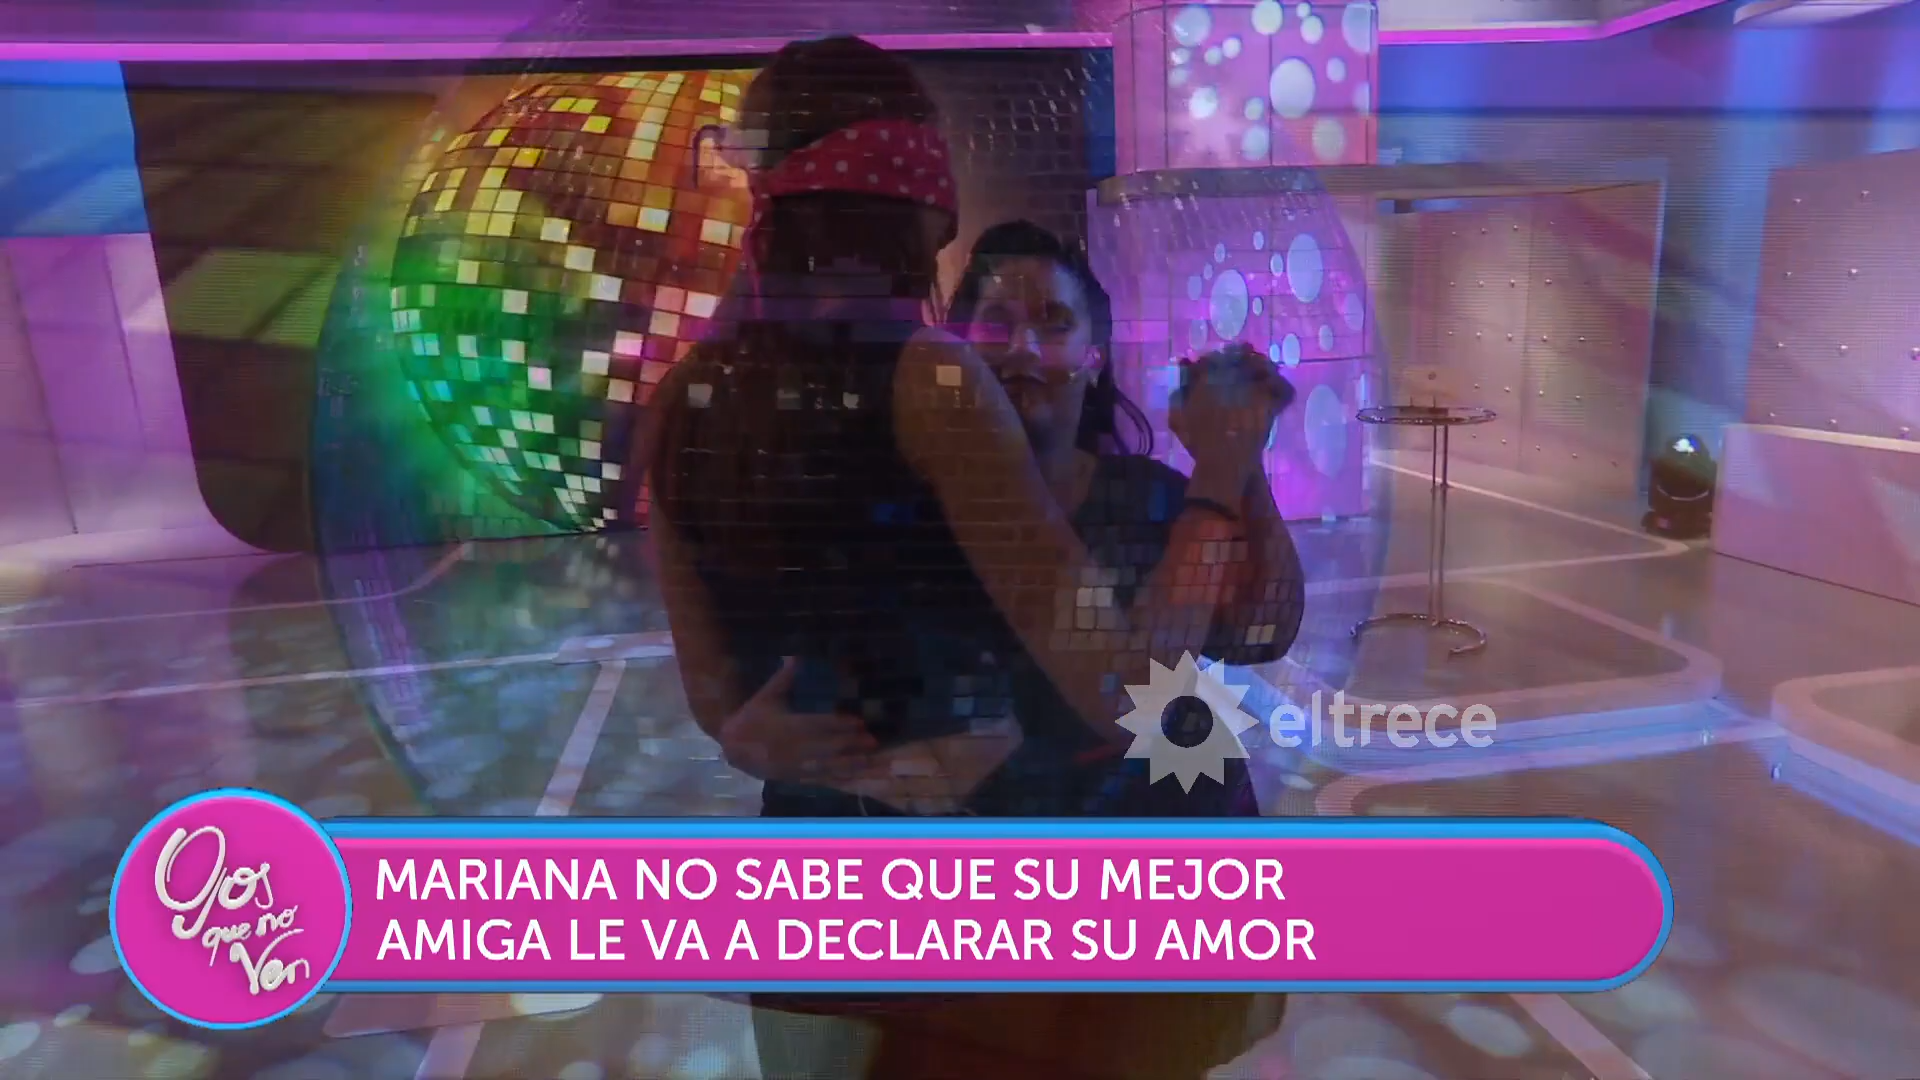 eltrece
Ojos
que no
Ven
MARIANA NO SABE QUE SU MEJOR
AMIGA LE VA A DECLARAR SU AMOR